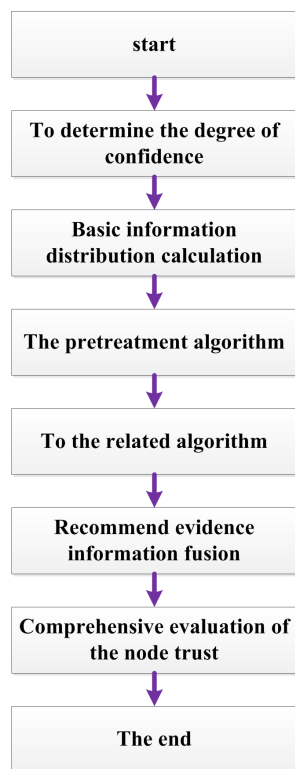 start
To determine the degree of
confidence
Basic information
distribution calculation
The pretreatment algorithm
To the related algorithm
Recommend evidence
information fusion
Comprehensive evaluation of
the node trust
The end